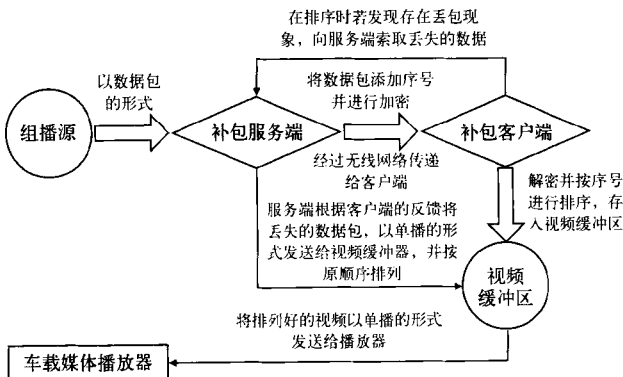 在排序时若发现存在丢包现
象，向服务端索取丢失的数据
以数据包
的形式
将数据包添加序号
并进行加密
组播源
补包服务端
补包客户端
经过无线网络传递
给客户端
解密并按序号
进行排序，存
入视频缓冲区
服务端根据客户端的反馈将
丢失的数据包，以单播的形
式发送给视频缓冲器，并按
原顺序排列
视频
缓冲区
将排列好的视频以单播的形式
发送给播放器
车载媒体播放器